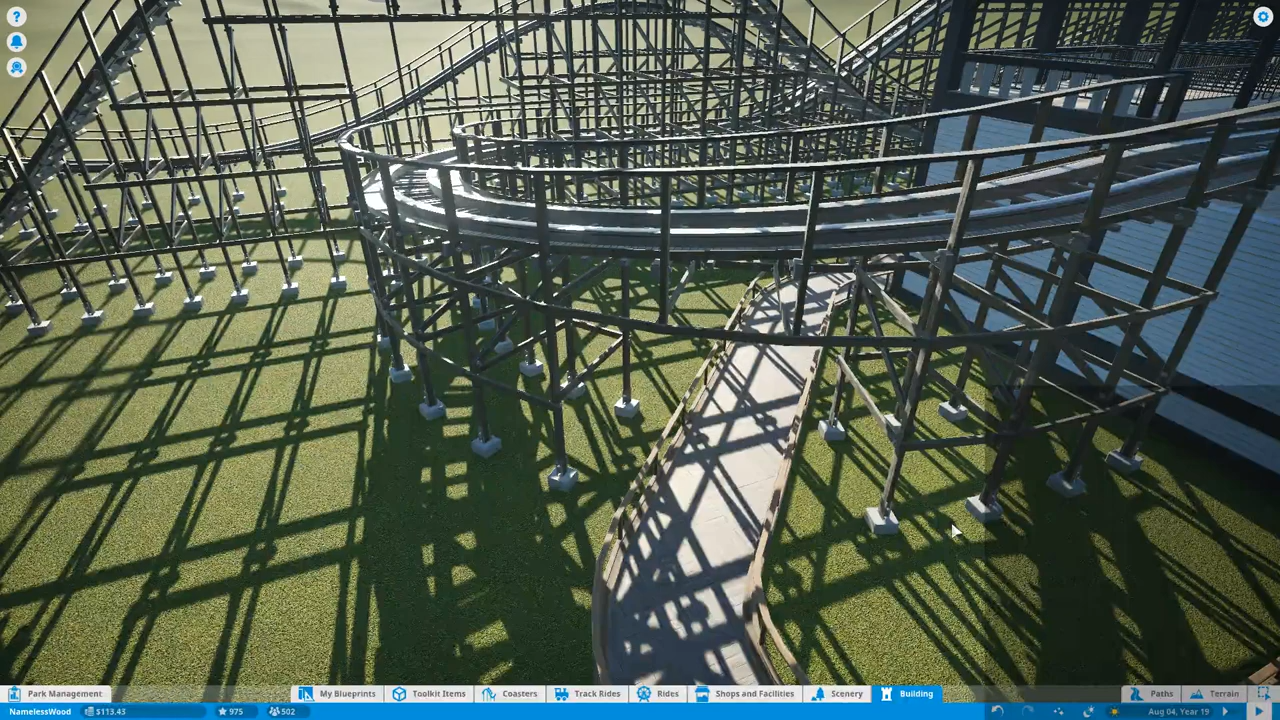 ?
Park Management
My Blueprints
Toolkit Items
Coasters
Track Rides
Rides
Shops and Facilities
Scenery
Building
Paths
Terrain
NamelessWood
$113.43
975
502
Aug 04, Year 19